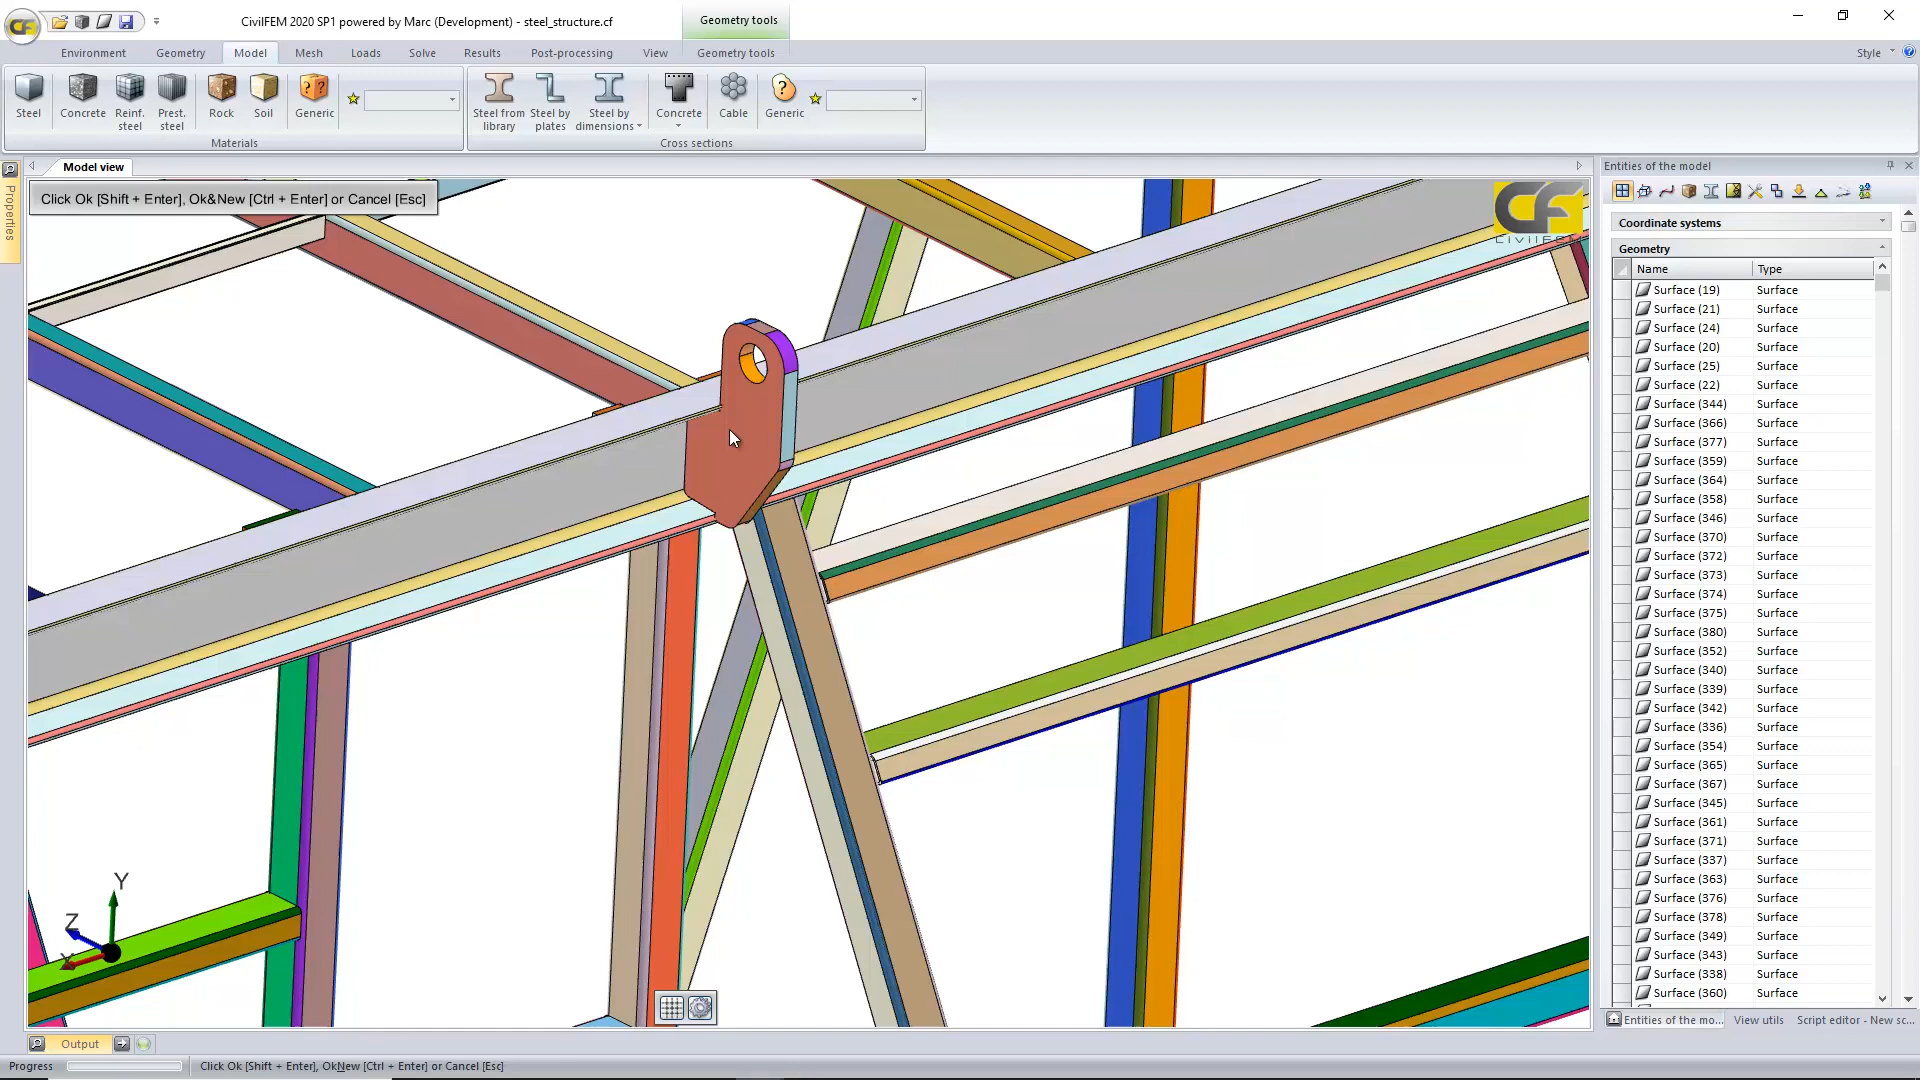 CivilFEM 2020 SP1 powered by Marc (Development) - steel_structure.cf
Geometry tools
Environment
Geometry
Model
Mesh
Loads
Solve
Results
Post-processing
View
Geometry tools
Style
Steel
Concrete
Reinf.
steel
Prest.
steel
Rock
Soil
Generic
Materials
Steel from
library
Steel by
plates
Steel by
dimensions
Concrete
Cable
Generic
Cross sections
Properties
Model view
Click Ok [Shift + Enter], Ok&New [Ctrl + Enter] or Cancel [Esc]
Y
Z
X
Entities of the model
Coordinate systems
Geometry
Name Type
Surface (19) Surface
Surface (21) Surface
Surface (24) Surface
Surface (20) Surface
Surface (25) Surface
Surface (22) Surface
Surface (344) Surface
Surface (366) Surface
Surface (377) Surface
Surface (359) Surface
Surface (364) Surface
Surface (358) Surface
Surface (346) Surface
Surface (370) Surface
Surface (372) Surface
Surface (373) Surface
Surface (374) Surface
Surface (375) Surface
Surface (380) Surface
Surface (352) Surface
Surface (340) Surface
Surface (339) Surface
Surface (342) Surface
Surface (336) Surface
Surface (354) Surface
Surface (365) Surface
Surface (367) Surface
Surface (345) Surface
Surface (361) Surface
Surface (371) Surface
Surface (337) Surface
Surface (363) Surface
Surface (376) Surface
Surface (378) Surface
Surface (349) Surface
Surface (343) Surface
Surface (338) Surface
Surface (360) Surface
Entities of the mo...
View utils
Script editor - New sc...
Output
Progress
Click Ok [Shift + Enter], OkNew [Ctrl + Enter] or Cancel [Esc]